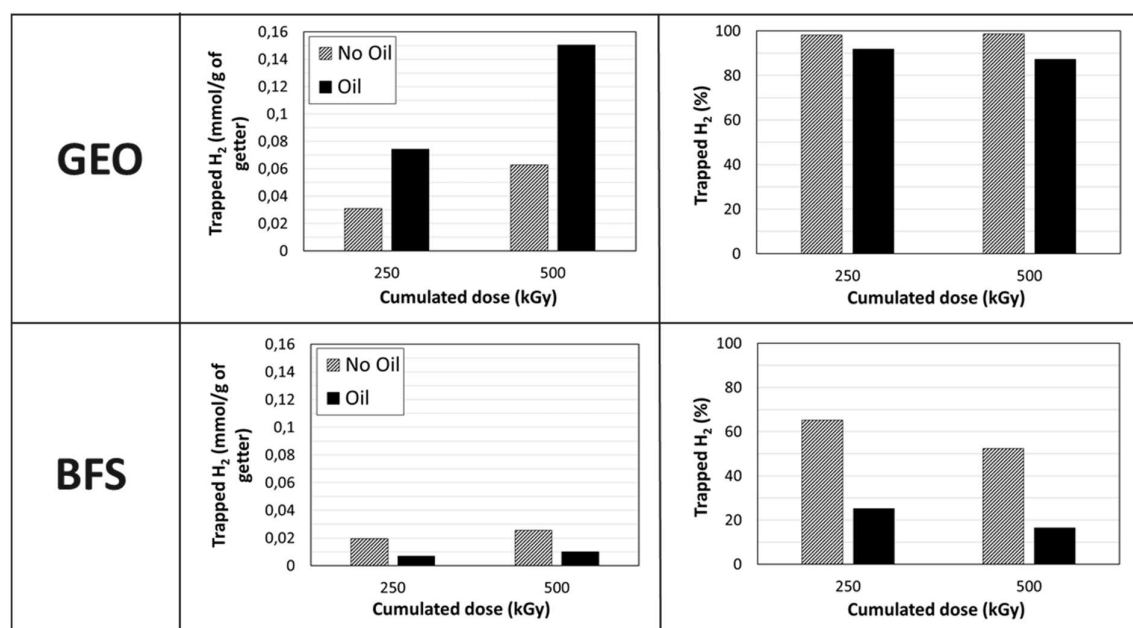 GEO
Trapped H₂ (mmol/g of
getter)
0,16
0,14
0,12
0,1
0,08
0,06
0,04
0,02
0
No Oil
Oil
250
500
Cumulated dose (kGy)
Trapped H₂ (%)
100
80
60
40
20
0
250
500
Cumulated dose (kGy)
BFS
Trapped H₂ (mmol/g of
getter)
0,16
0,14
0,12
0,1
0,08
0,06
0,04
0,02
0
No Oil
Oil
250
500
Cumulated dose (kGy)
Trapped H₂ (%)
100
80
60
40
20
0
250
500
Cumulated dose (kGy)